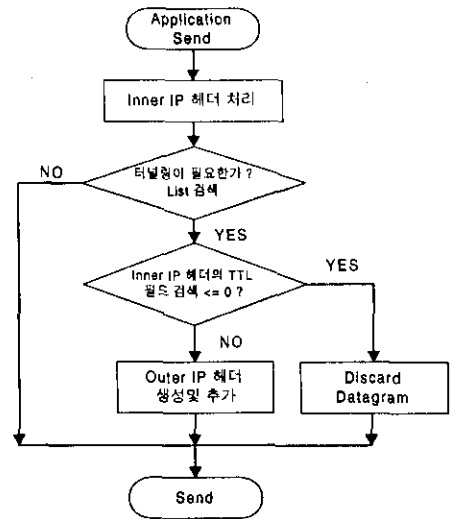 Application
Send
Inner IP 헤더 처리
터널링이 필요한가 ?
List 검색
NO
YES
Inner IP 헤더의 TTL
필드 검색 <= 0 ?
YES
NO
Outer IP 헤더
생성및 추가
Discard
Datagram
Send